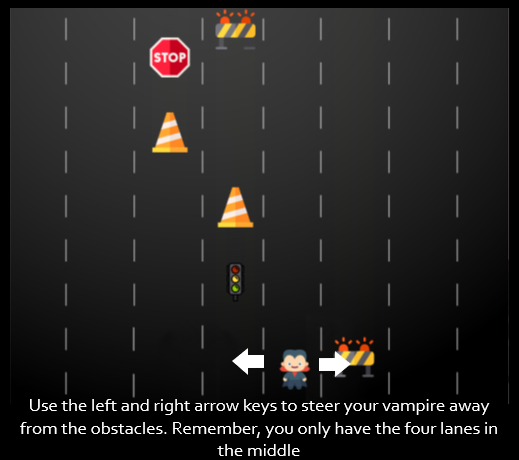 STOP
Use the left and right arrow keys to steer your vampire away
from the obstacles. Remember, you only have the four lanes in
the middle